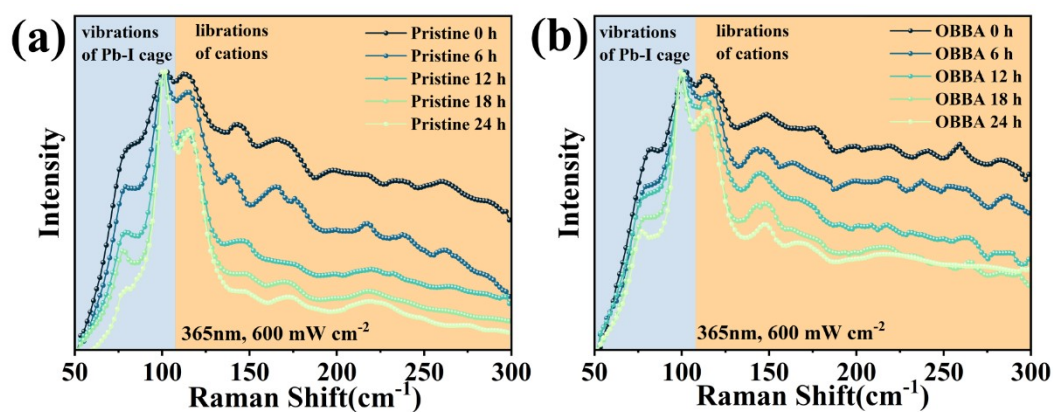 (a)
vibrations
of Pb-I cage
librations
of cations
Pristine 0 h
Pristine 6 h
Pristine 12 h
Pristine 18 h
Pristine 24 h
365nm, 600 mW cm⁻²
Intensity
50 100 150 200 250 300
Raman Shift(cm⁻¹)
(b)
vibrations
of Pb-I cage
librations
of cations
OBBA 0 h
OBBA 6 h
OBBA 12 h
OBBA 18 h
OBBA 24 h
365nm, 600 mW cm⁻²
Intensity
50 100 150 200 250 300
Raman Shift(cm⁻¹)